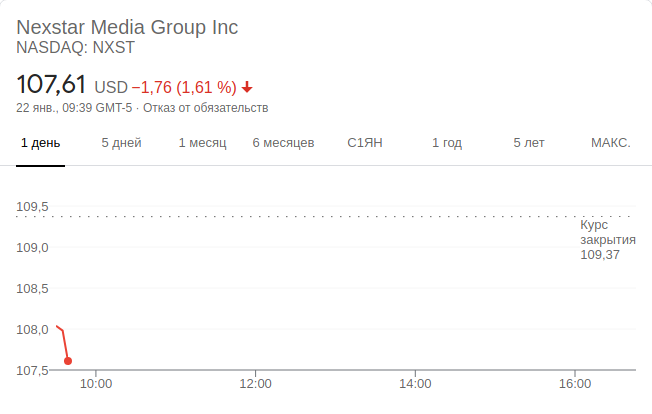 Nexstar Media Group Inc
NASDAQ: NXST
107,61 USD −1,76 (1,61 %)
22 янв., 09:39 GMT-5 · Отказ от обязательств
1 день 5 дней 1 месяц 6 месяцев С1ЯН 1 год 5 лет МАКС.
109,5
Курс
закрытия
109,37
109,0
108,5
108,0
107,5
10:00 12:00 14:00 16:00